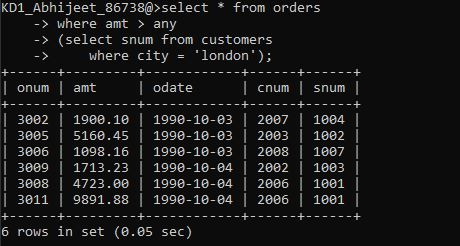 KD1_Abhijeet_86738@>select * from orders
-> where amt > any
-> (select snum from customers
-> where city = 'london');
+------+---------+------------+------+------+
| onum | amt | odate | cnum | snum |
+------+---------+------------+------+------+
| 3002 | 1900.10 | 1990-10-03 | 2007 | 1004 |
| 3005 | 5160.45 | 1990-10-03 | 2003 | 1002 |
| 3006 | 1098.16 | 1990-10-03 | 2008 | 1007 |
| 3009 | 1713.23 | 1990-10-04 | 2002 | 1003 |
| 3008 | 4723.00 | 1990-10-04 | 2006 | 1001 |
| 3011 | 9891.88 | 1990-10-04 | 2006 | 1001 |
+------+---------+------------+------+------+
6 rows in set (0.05 sec)